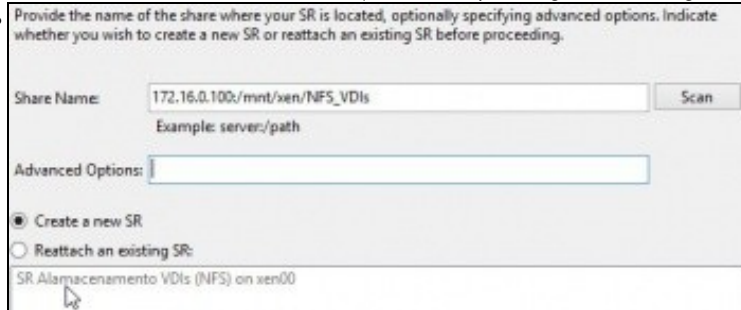 Provide the name of the share where your SR is located, optionally specifying advanced options. Indicate
whether you wish to create a new SR or reattach an existing SR before proceeding.
Share Name:
172.16.0.100:/mnt/xen/NFS_VDIs
Scan
Example: server:/path
Advanced Options:
Create a new SR
Reattach an existing SR:
SR Alamacenamento VDIs (NFS) on xen00